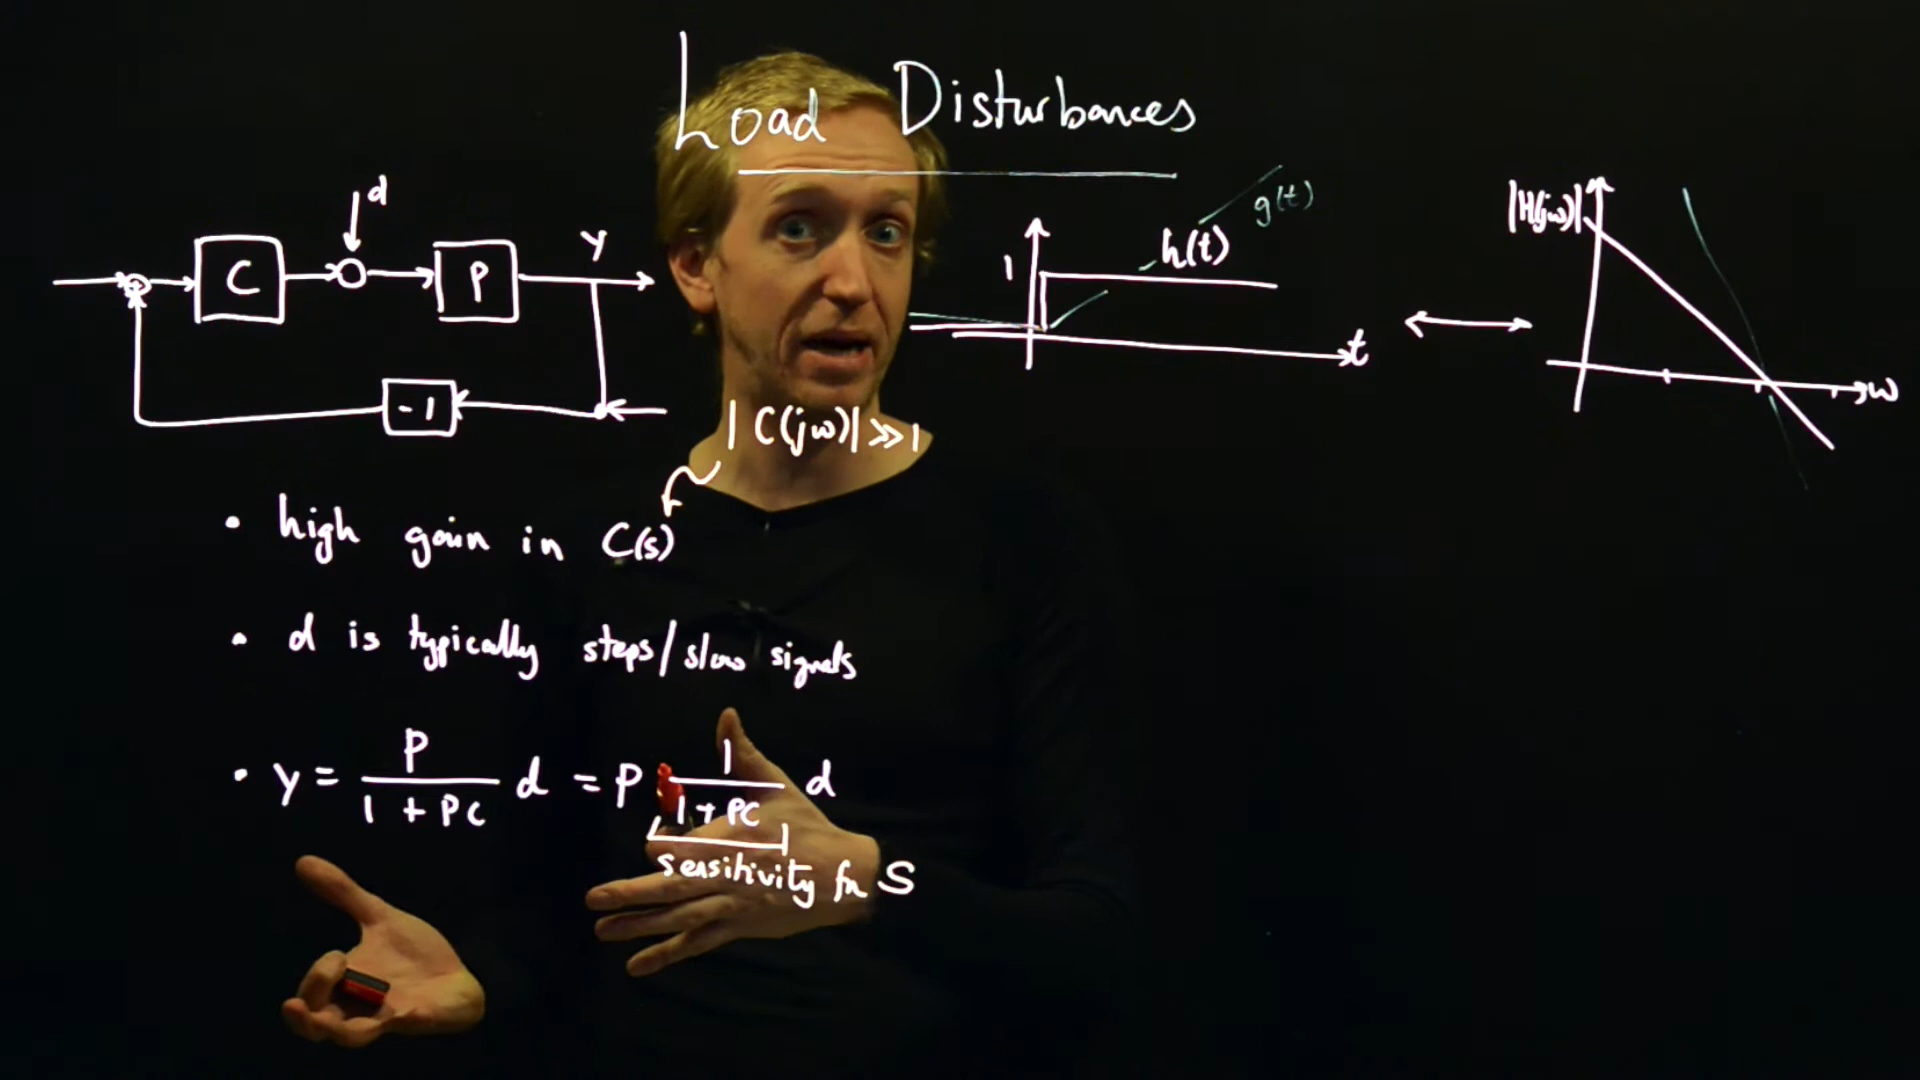 Load Disturbances
d
C
P
y
-1
1
h(t)
g(t)
t
|H(jω)|
ω
|C(jω)| >> 1
• high gain in C(s)
• d is typically steps/slow signals
• y = P / (1 + PC) d = P 1 / (1 + PC) d
sensitivity fn S